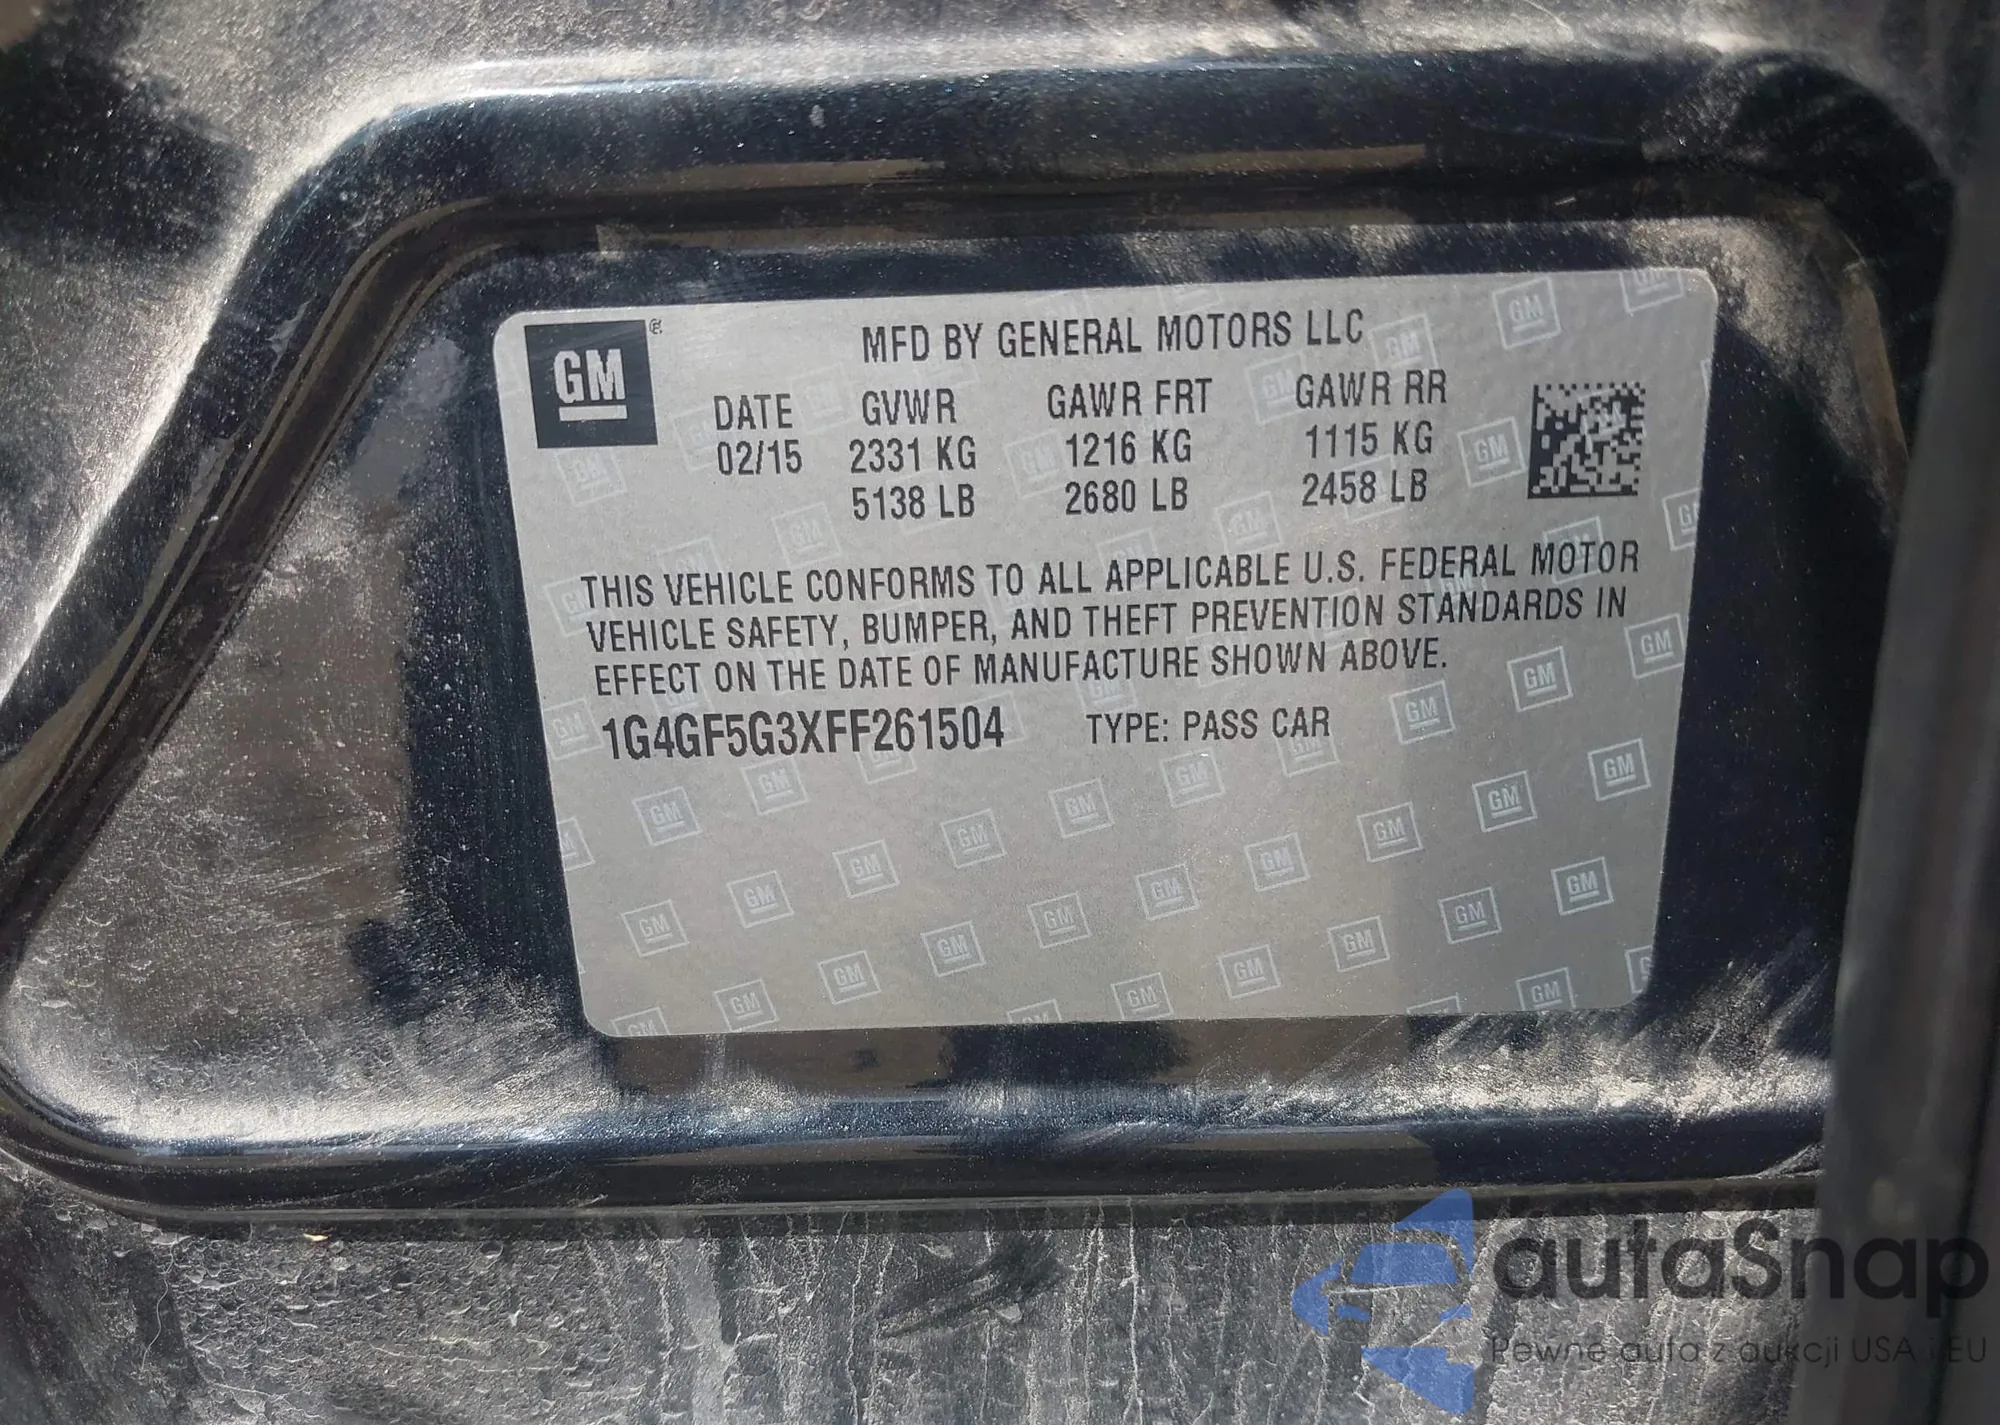 GM
MFD BY GENERAL MOTORS LLC
DATE GVWR GAWR FRT GAWR RR
02/15 2331 KG 1216 KG 1115 KG
5138 LB 2680 LB 2458 LB
THIS VEHICLE CONFORMS TO ALL APPLICABLE U.S. FEDERAL MOTOR
VEHICLE SAFETY, BUMPER, AND THEFT PREVENTION STANDARDS IN
EFFECT ON THE DATE OF MANUFACTURE SHOWN ABOVE.
1G4GF5G3XFF261504 TYPE: PASS CAR
autaSnap
Pewne auta z aukcji USA i EU